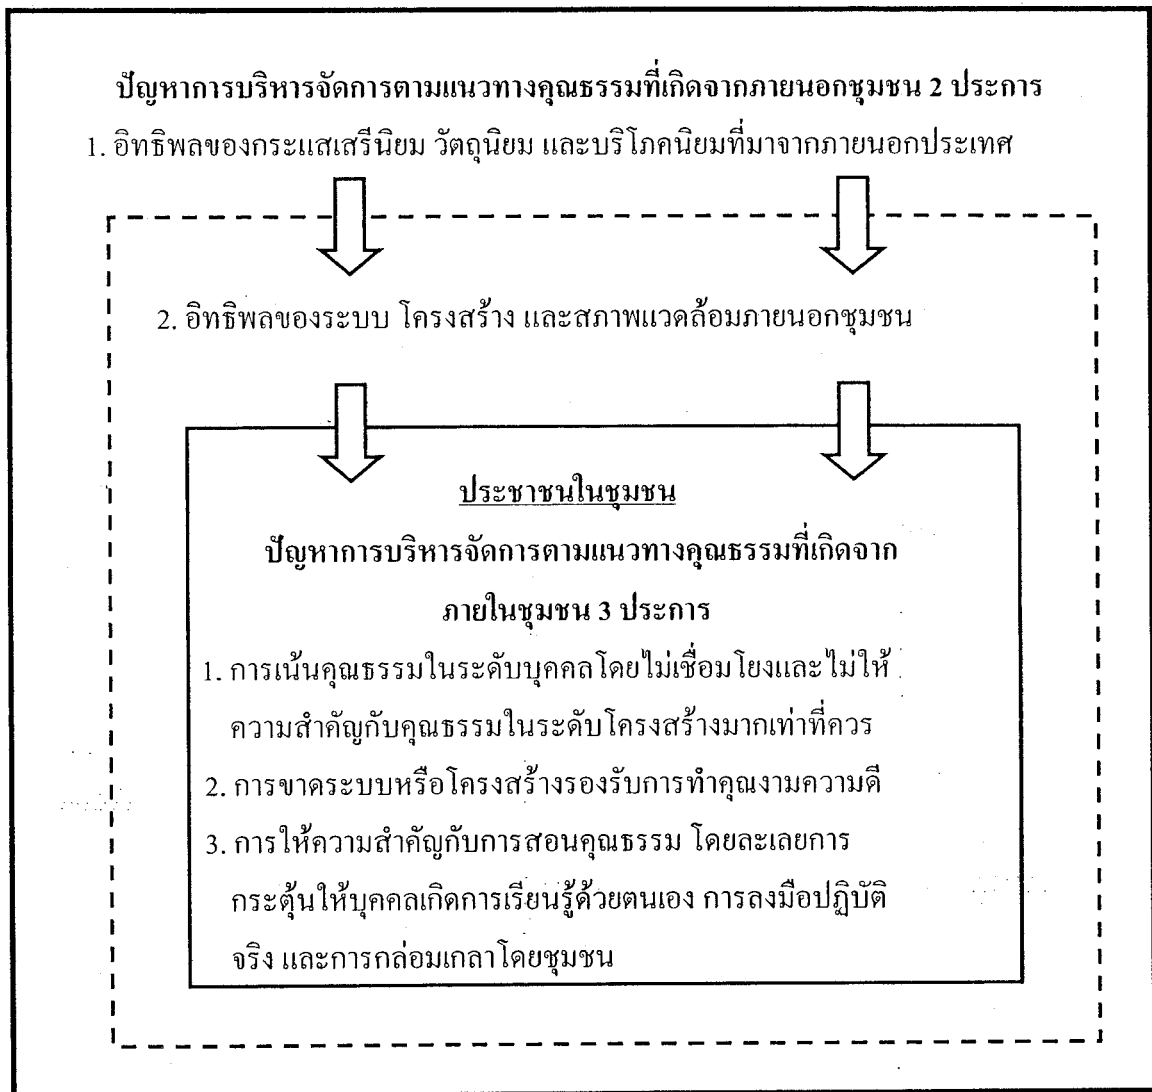 ปัญหาการบริหารจัดการตามแนวทางคุณธรรมที่เกิดจากภายนอกชุมชน 2 ประการ
1. อิทธิพลของกระแสเสรีนิยม วัตถุนิยม และบริโภคนิยมที่มาจากภายนอกประเทศ
2. อิทธิพลของระบบ โครงสร้าง และสภาพแวดล้อมภายนอกชุมชน
ประชาชนในชุมชน
ปัญหาการบริหารจัดการตามแนวทางคุณธรรมที่เกิดจาก
ภายในชุมชน 3 ประการ
1. การเน้นคุณธรรมในระดับบุคคลโดยไม่เชื่อมโยงและไม่ให้
ความสำคัญกับคุณธรรมในระดับโครงสร้างมากเท่าที่ควร
2. การขาดระบบหรือโครงสร้างรองรับการทำคุณงามความดี
3. การให้ความสำคัญกับการสอนคุณธรรม โดยละเลยการ
กระตุ้นให้บุคคลเกิดการเรียนรู้ด้วยตนเอง การลงมือปฏิบัติ
จริง และการกล่อมเกลาโดยชุมชน